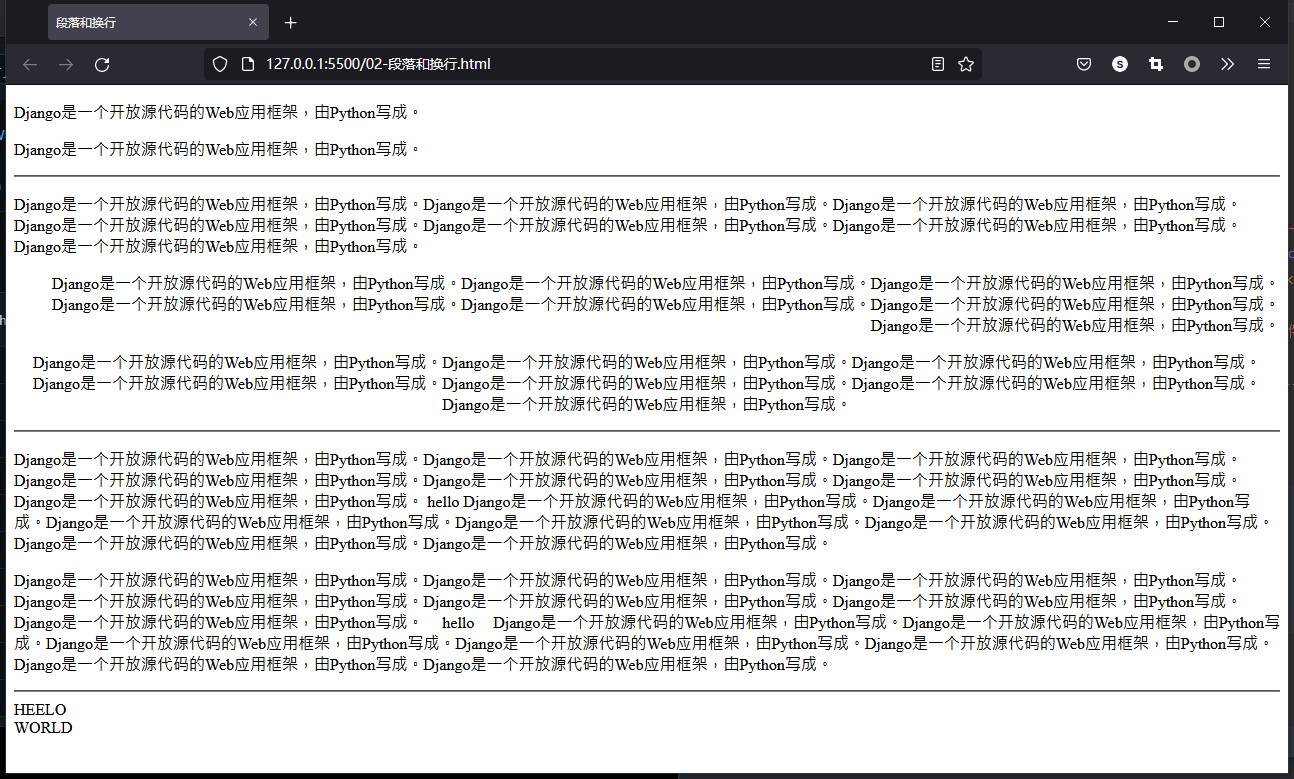 段落和换行
127.0.0.1:5500/02-段落和换行.html
S
Django是一个开放源代码的Web应用框架，由Python写成。
Django是一个开放源代码的Web应用框架，由Python写成。
Django是一个开放源代码的Web应用框架，由Python写成。Django是一个开放源代码的Web应用框架，由Python写成。Django是一个开放源代码的Web应用框架，由Python写成。
Django是一个开放源代码的Web应用框架，由Python写成。Django是一个开放源代码的Web应用框架，由Python写成。Django是一个开放源代码的Web应用框架，由Python写成。
Django是一个开放源代码的Web应用框架，由Python写成。
Django是一个开放源代码的Web应用框架，由Python写成。Django是一个开放源代码的Web应用框架，由Python写成。Django是一个开放源代码的Web应用框架，由Python写成。
Django是一个开放源代码的Web应用框架，由Python写成。Django是一个开放源代码的Web应用框架，由Python写成。Django是一个开放源代码的Web应用框架，由Python写成。
Django是一个开放源代码的Web应用框架，由Python写成。
Django是一个开放源代码的Web应用框架，由Python写成。Django是一个开放源代码的Web应用框架，由Python写成。Django是一个开放源代码的Web应用框架，由Python写成。
Django是一个开放源代码的Web应用框架，由Python写成。Django是一个开放源代码的Web应用框架，由Python写成。Django是一个开放源代码的Web应用框架，由Python写成。
Django是一个开放源代码的Web应用框架，由Python写成。
Django是一个开放源代码的Web应用框架，由Python写成。Django是一个开放源代码的Web应用框架，由Python写成。Django是一个开放源代码的Web应用框架，由Python写成。
Django是一个开放源代码的Web应用框架，由Python写成。Django是一个开放源代码的Web应用框架，由Python写成。Django是一个开放源代码的Web应用框架，由Python写成。
Django是一个开放源代码的Web应用框架，由Python写成。 hello Django是一个开放源代码的Web应用框架，由Python写成。Django是一个开放源代码的Web应用框架，由Python写
成。Django是一个开放源代码的Web应用框架，由Python写成。Django是一个开放源代码的Web应用框架，由Python写成。Django是一个开放源代码的Web应用框架，由Python写成。
Django是一个开放源代码的Web应用框架，由Python写成。Django是一个开放源代码的Web应用框架，由Python写成。
Django是一个开放源代码的Web应用框架，由Python写成。Django是一个开放源代码的Web应用框架，由Python写成。Django是一个开放源代码的Web应用框架，由Python写成。
Django是一个开放源代码的Web应用框架，由Python写成。Django是一个开放源代码的Web应用框架，由Python写成。Django是一个开放源代码的Web应用框架，由Python写成。
Django是一个开放源代码的Web应用框架，由Python写成。    hello    Django是一个开放源代码的Web应用框架，由Python写成。Django是一个开放源代码的Web应用框架，由Python写
成。Django是一个开放源代码的Web应用框架，由Python写成。Django是一个开放源代码的Web应用框架，由Python写成。Django是一个开放源代码的Web应用框架，由Python写成。
Django是一个开放源代码的Web应用框架，由Python写成。Django是一个开放源代码的Web应用框架，由Python写成。
HEELO
WORLD